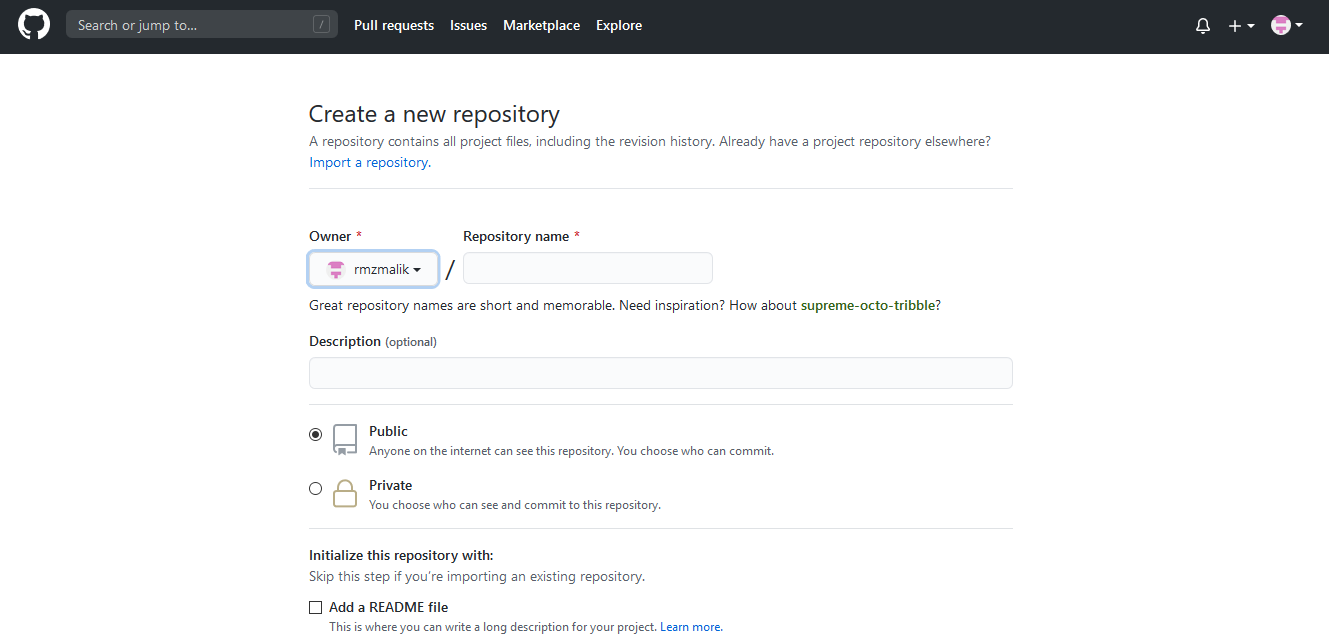 Search or jump to... /
Pull requests Issues Marketplace Explore
Create a new repository
A repository contains all project files, including the revision history. Already have a project repository elsewhere?
Import a repository.
Owner * Repository name *
rmzmalik /
Great repository names are short and memorable. Need inspiration? How about supreme-octo-tribble?
Description (optional)
Public
Anyone on the internet can see this repository. You choose who can commit.
Private
You choose who can see and commit to this repository.
Initialize this repository with:
Skip this step if you're importing an existing repository.
Add a README file
This is where you can write a long description for your project. Learn more.